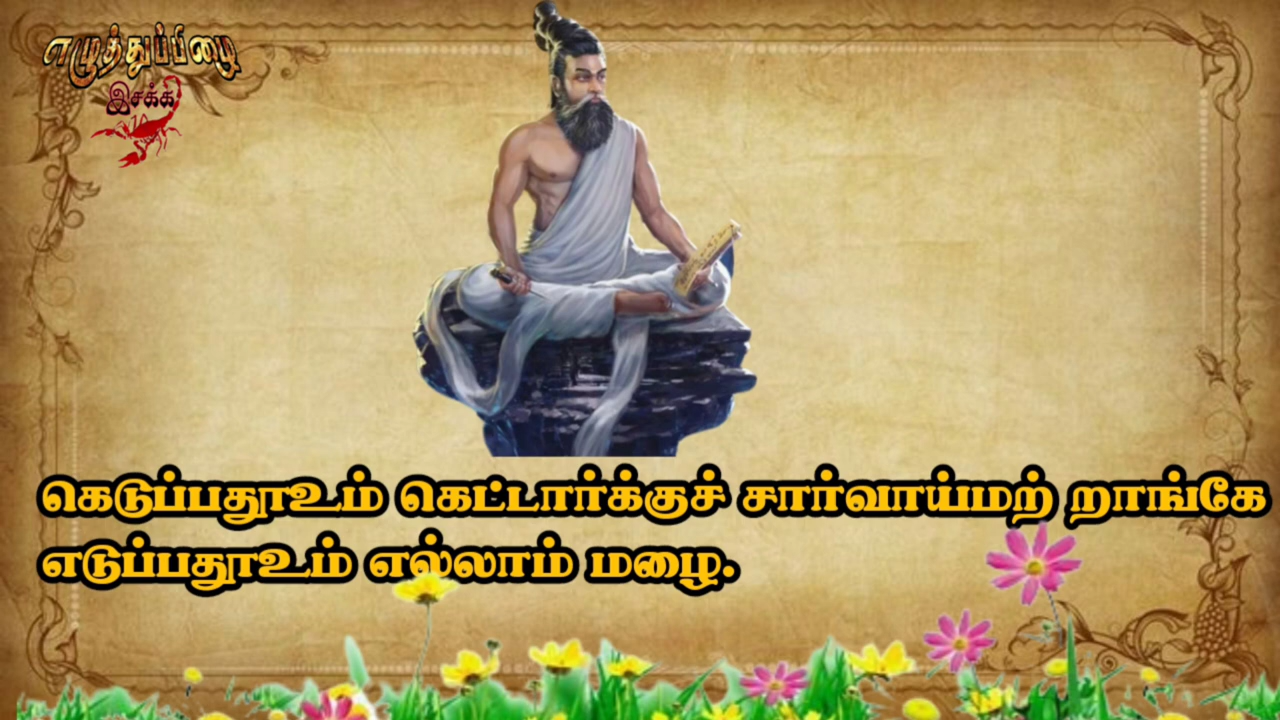 எழுத்துப்பிழை
இசக்கி
கெடுப்பதூஉம் கெட்டார்க்குச் சார்வாய்மற் றாங்கே
எடுப்பதூஉம் எல்லாம் மழை.